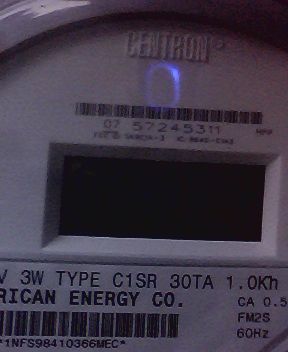 CENTRON®
07 57245311
V 3W TYPE C1SR 30TA 1.0Kh
RICAN ENERGY CO.
CA 0.5
FM2S
60Hz
*1NFS98410366MEC*